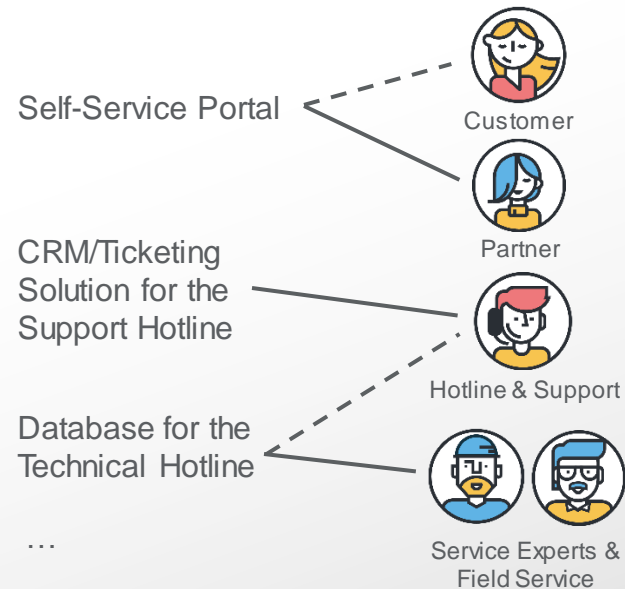 Self-Service Portal
Customer
Partner
CRM/Ticketing
Solution for the
Support Hotline
Hotline & Support
Database for the
Technical Hotline
...
Service Experts &
Field Service